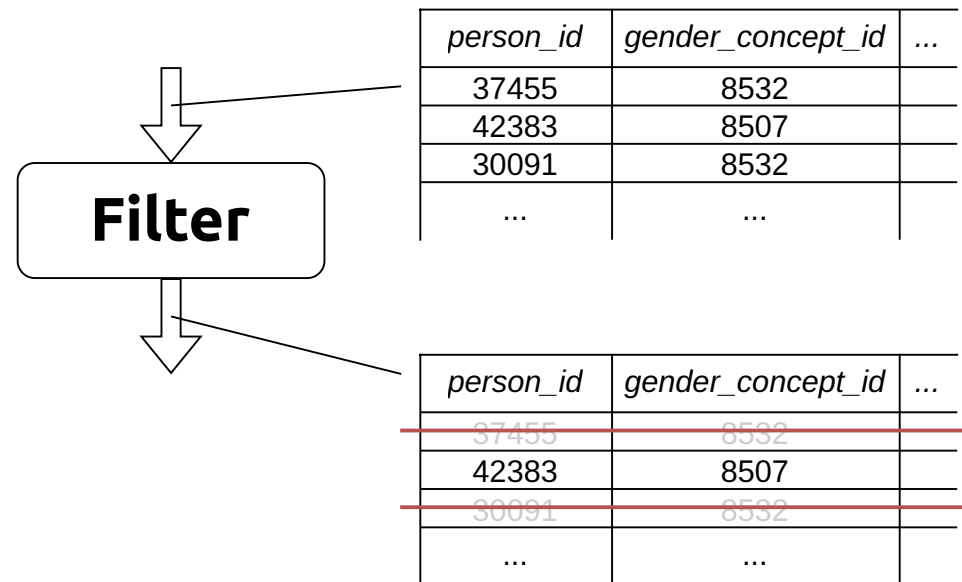 person_id gender_concept_id ...
37455 8532
42383 8507
30091 8532
... ...
Filter
person_id gender_concept_id ...
37455 8532
42383 8507
30091 8532
... ...